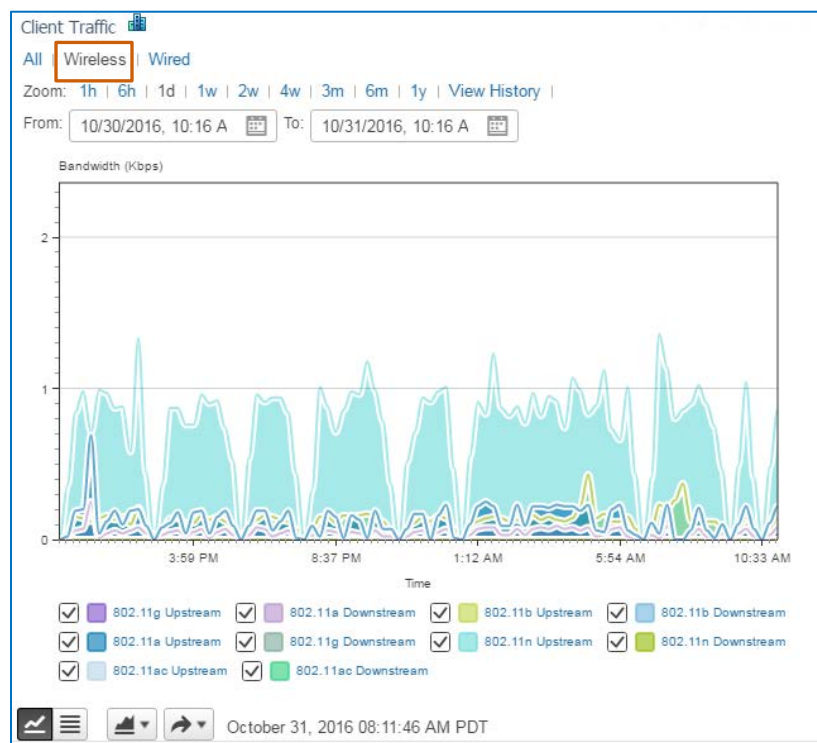 Client Traffic
All | Wireless | Wired
Zoom: 1h | 6h | 1d | 1w | 2w | 4w | 3m | 6m | 1y | View History |
From: 10/30/2016, 10:16 A To: 10/31/2016, 10:16 A
Bandwidth (Kbps)
2
1
0
3:59 PM 8:37 PM 1:12 AM 5:54 AM 10:33 AM
Time
802.11g Upstream 802.11a Downstream 802.11b Upstream 802.11b Downstream
802.11a Upstream 802.11g Downstream 802.11n Upstream 802.11n Downstream
802.11ac Upstream 802.11ac Downstream
October 31, 2016 08:11:46 AM PDT